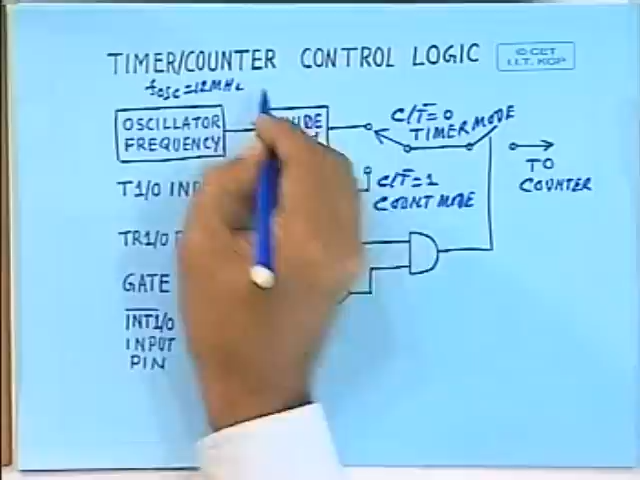 TIMER/COUNTER CONTROL LOGIC
© CET
I.I.T. KGP
fosc=12MHz
OSCILLATOR
FREQUENCY
C/T̅=0
TIMER MODE
TO
COUNTER
T1/0
C/T̅=1
COUNT MODE
TR1/0
GATE
I̅N̅T̅1/0
INPUT
PIN